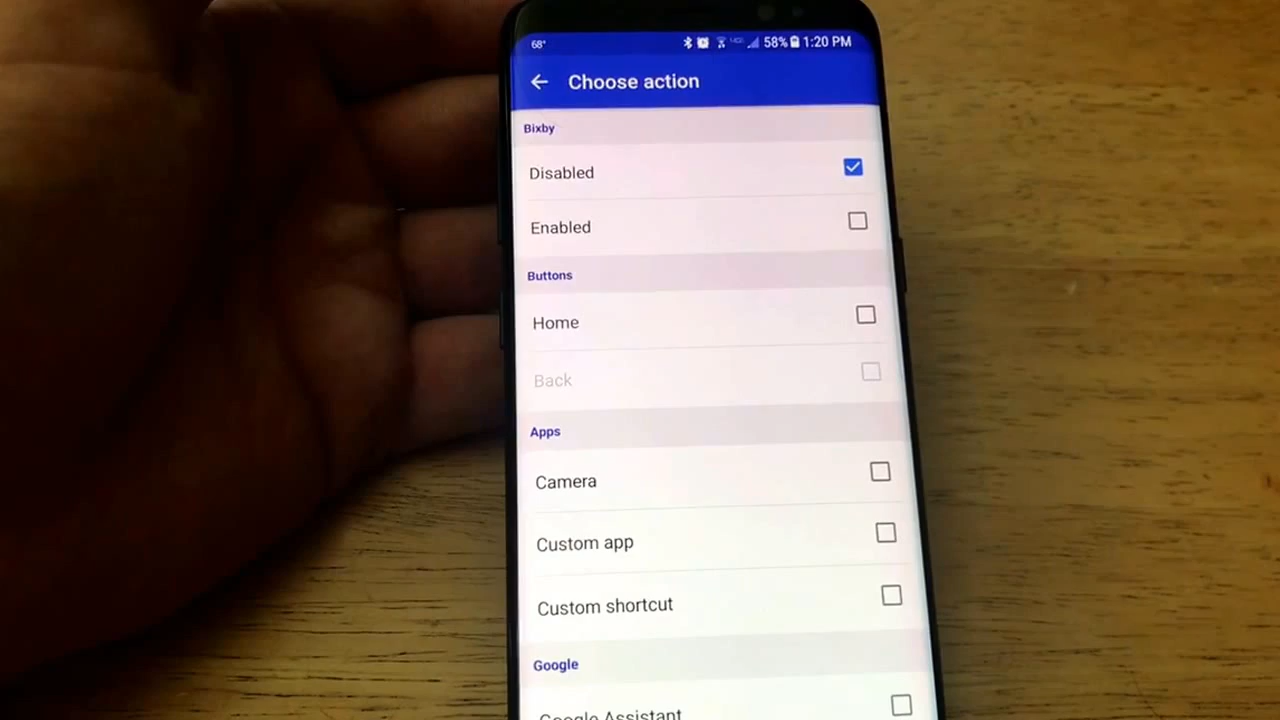 68° 58% 1:20 PM
Choose action
Bixby
Disabled
Enabled
Buttons
Home
Back
Apps
Camera
Custom app
Custom shortcut
Google
Google Assistant